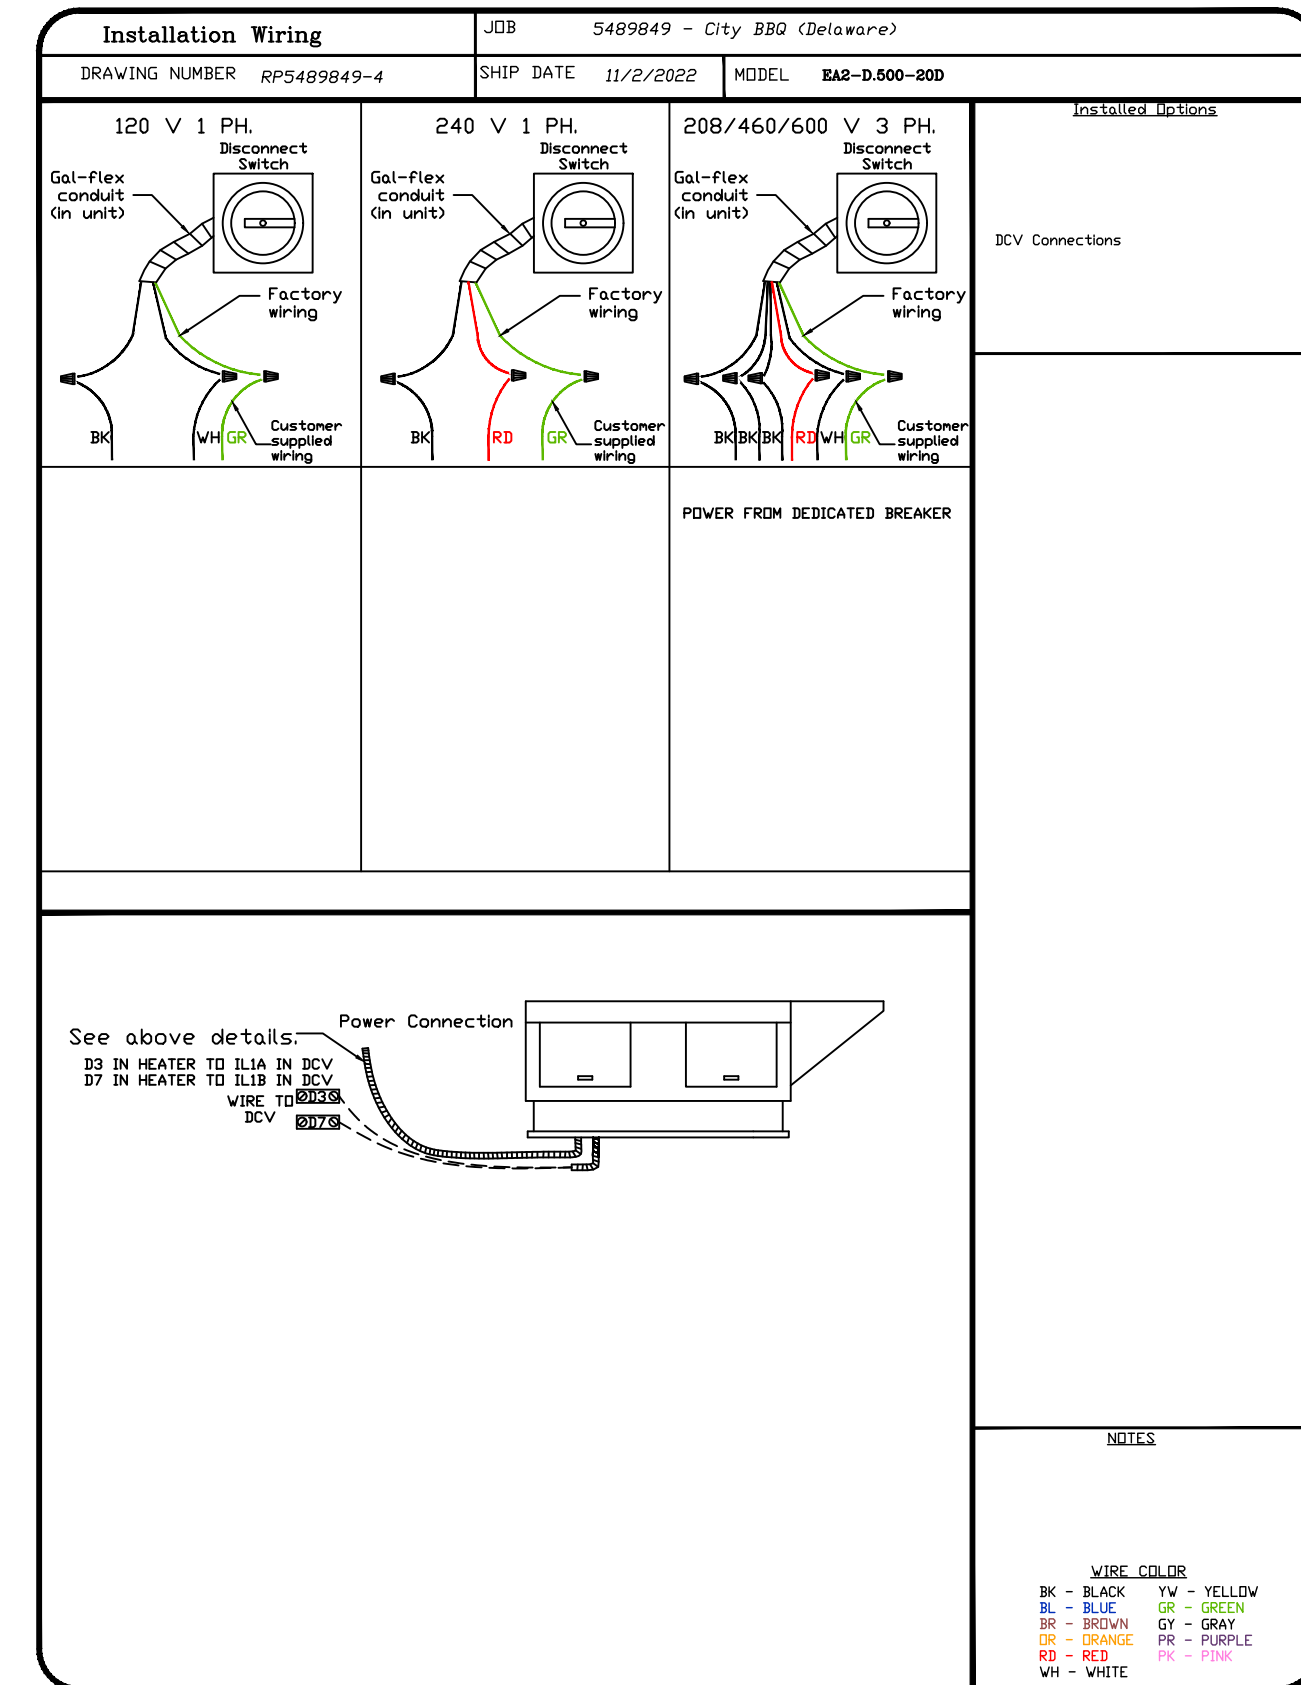 Installation Wiring
JOB 5489849 - City BBQ (Delaware)
DRAWING NUMBER RP5489849-4
SHIP DATE 11/2/2022
MODEL EA2-D.500-20D
120 V 1 PH.
Disconnect
Switch
Gal-flex
conduit
(in unit)
Factory
wiring
BK
WH
GR
Customer
supplied
wiring
240 V 1 PH.
Disconnect
Switch
Gal-flex
conduit
(in unit)
Factory
wiring
BK
RD
GR
Customer
supplied
wiring
208/460/600 V 3 PH.
Disconnect
Switch
Gal-flex
conduit
(in unit)
Factory
wiring
BK
BK
BK
RD
WH
GR
Customer
supplied
wiring
POWER FROM DEDICATED BREAKER
Installed Options
DCV Connections
Power Connection
See above details.
D3 IN HEATER TO IL1A IN DCV
D7 IN HEATER TO IL1B IN DCV
WIRE TO
DCV
D3
D7
NOTES
WIRE COLOR
BK - BLACK YW - YELLOW
BL - BLUE GR - GREEN
BR - BROWN GY - GRAY
OR - ORANGE PR - PURPLE
RD - RED PK - PINK
WH - WHITE